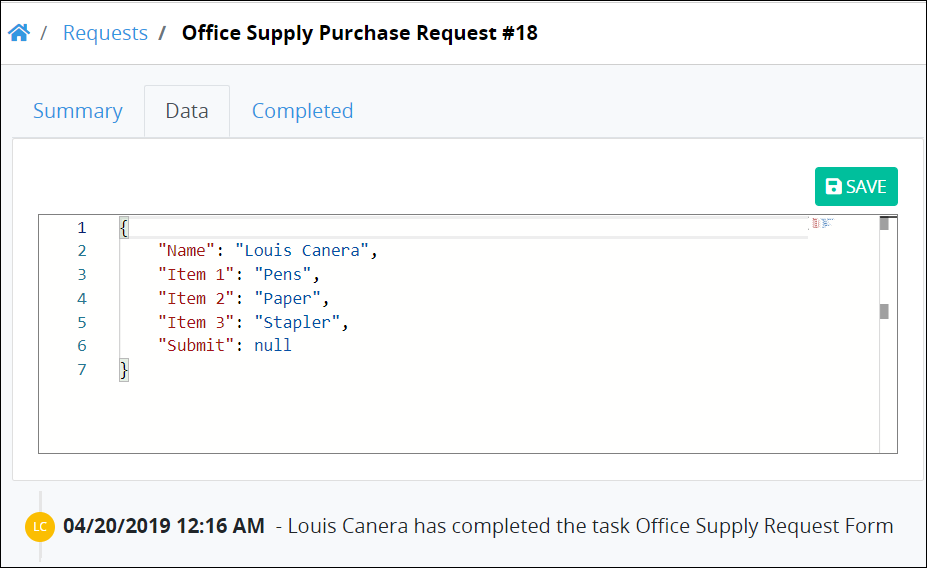 / Requests / Office Supply Purchase Request #18
Summary Data Completed
SAVE
1 {
2 "Name": "Louis Canera",
3 "Item 1": "Pens",
4 "Item 2": "Paper",
5 "Item 3": "Stapler",
6 "Submit": null
7 }
LC 04/20/2019 12:16 AM - Louis Canera has completed the task Office Supply Request Form